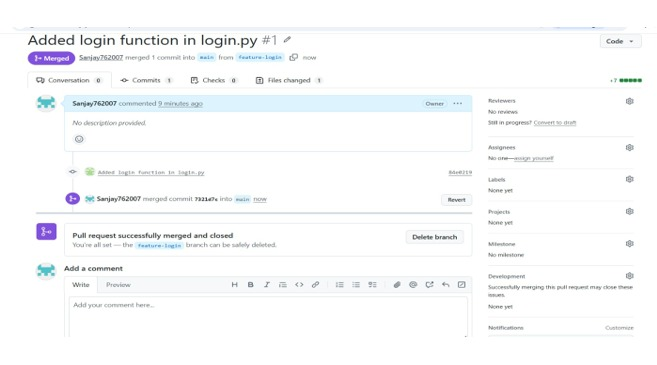 Added login function in login.py #1
Code
Merged Sanjay762007 merged 1 commit into main from feature-login now
Conversation 0 Commits 1 Checks 0 Files changed 1 +7
Sanjay762007 commented 9 minutes ago Owner ...
No description provided.
Added login function in login.py 84e0219
Sanjay762007 merged commit 7321d7c into main now Revert
Pull request successfully merged and closed
You're all set — the feature-login branch can be safely deleted.
Delete branch
Add a comment
Write Preview H B I
Add your comment here...
Reviewers
No reviews
Still in progress? Convert to draft
Assignees
No one—assign yourself
Labels
None yet
Projects
None yet
Milestone
No milestone
Development
Successfully merging this pull request may close these
issues.
None yet
Notifications Customize